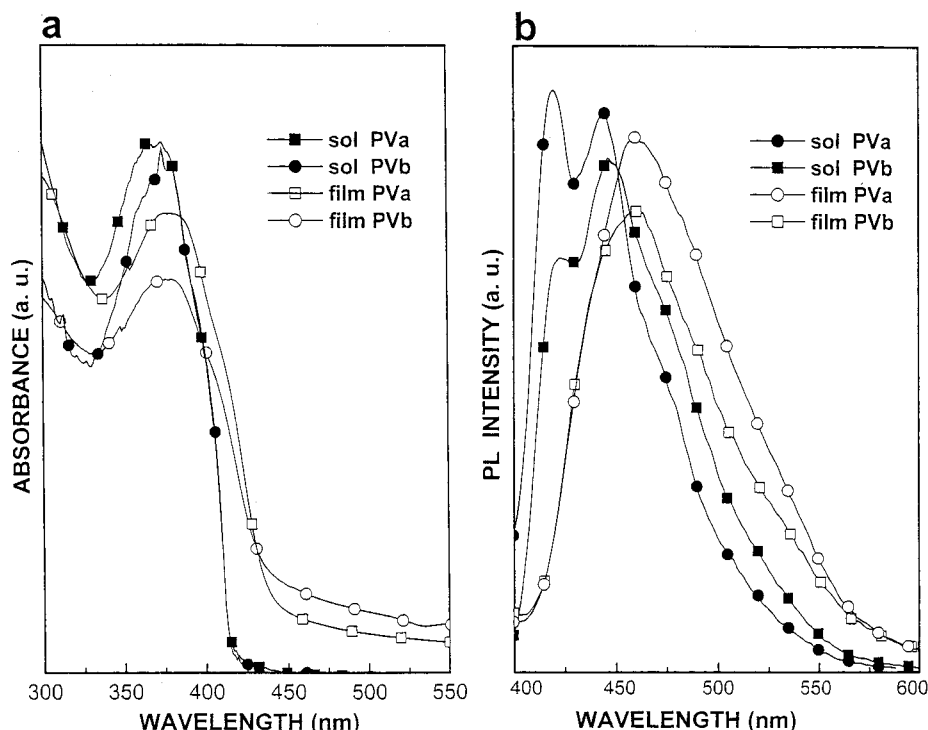 a
ABSORBANCE (a. u.)
sol PVa
sol PVb
film PVa
film PVb
300 350 400 450 500 550
WAVELENGTH (nm)
b
PL INTENSITY (a. u.)
sol PVa
sol PVb
film PVa
film PVb
400 450 500 550 600
WAVELENGTH (nm)